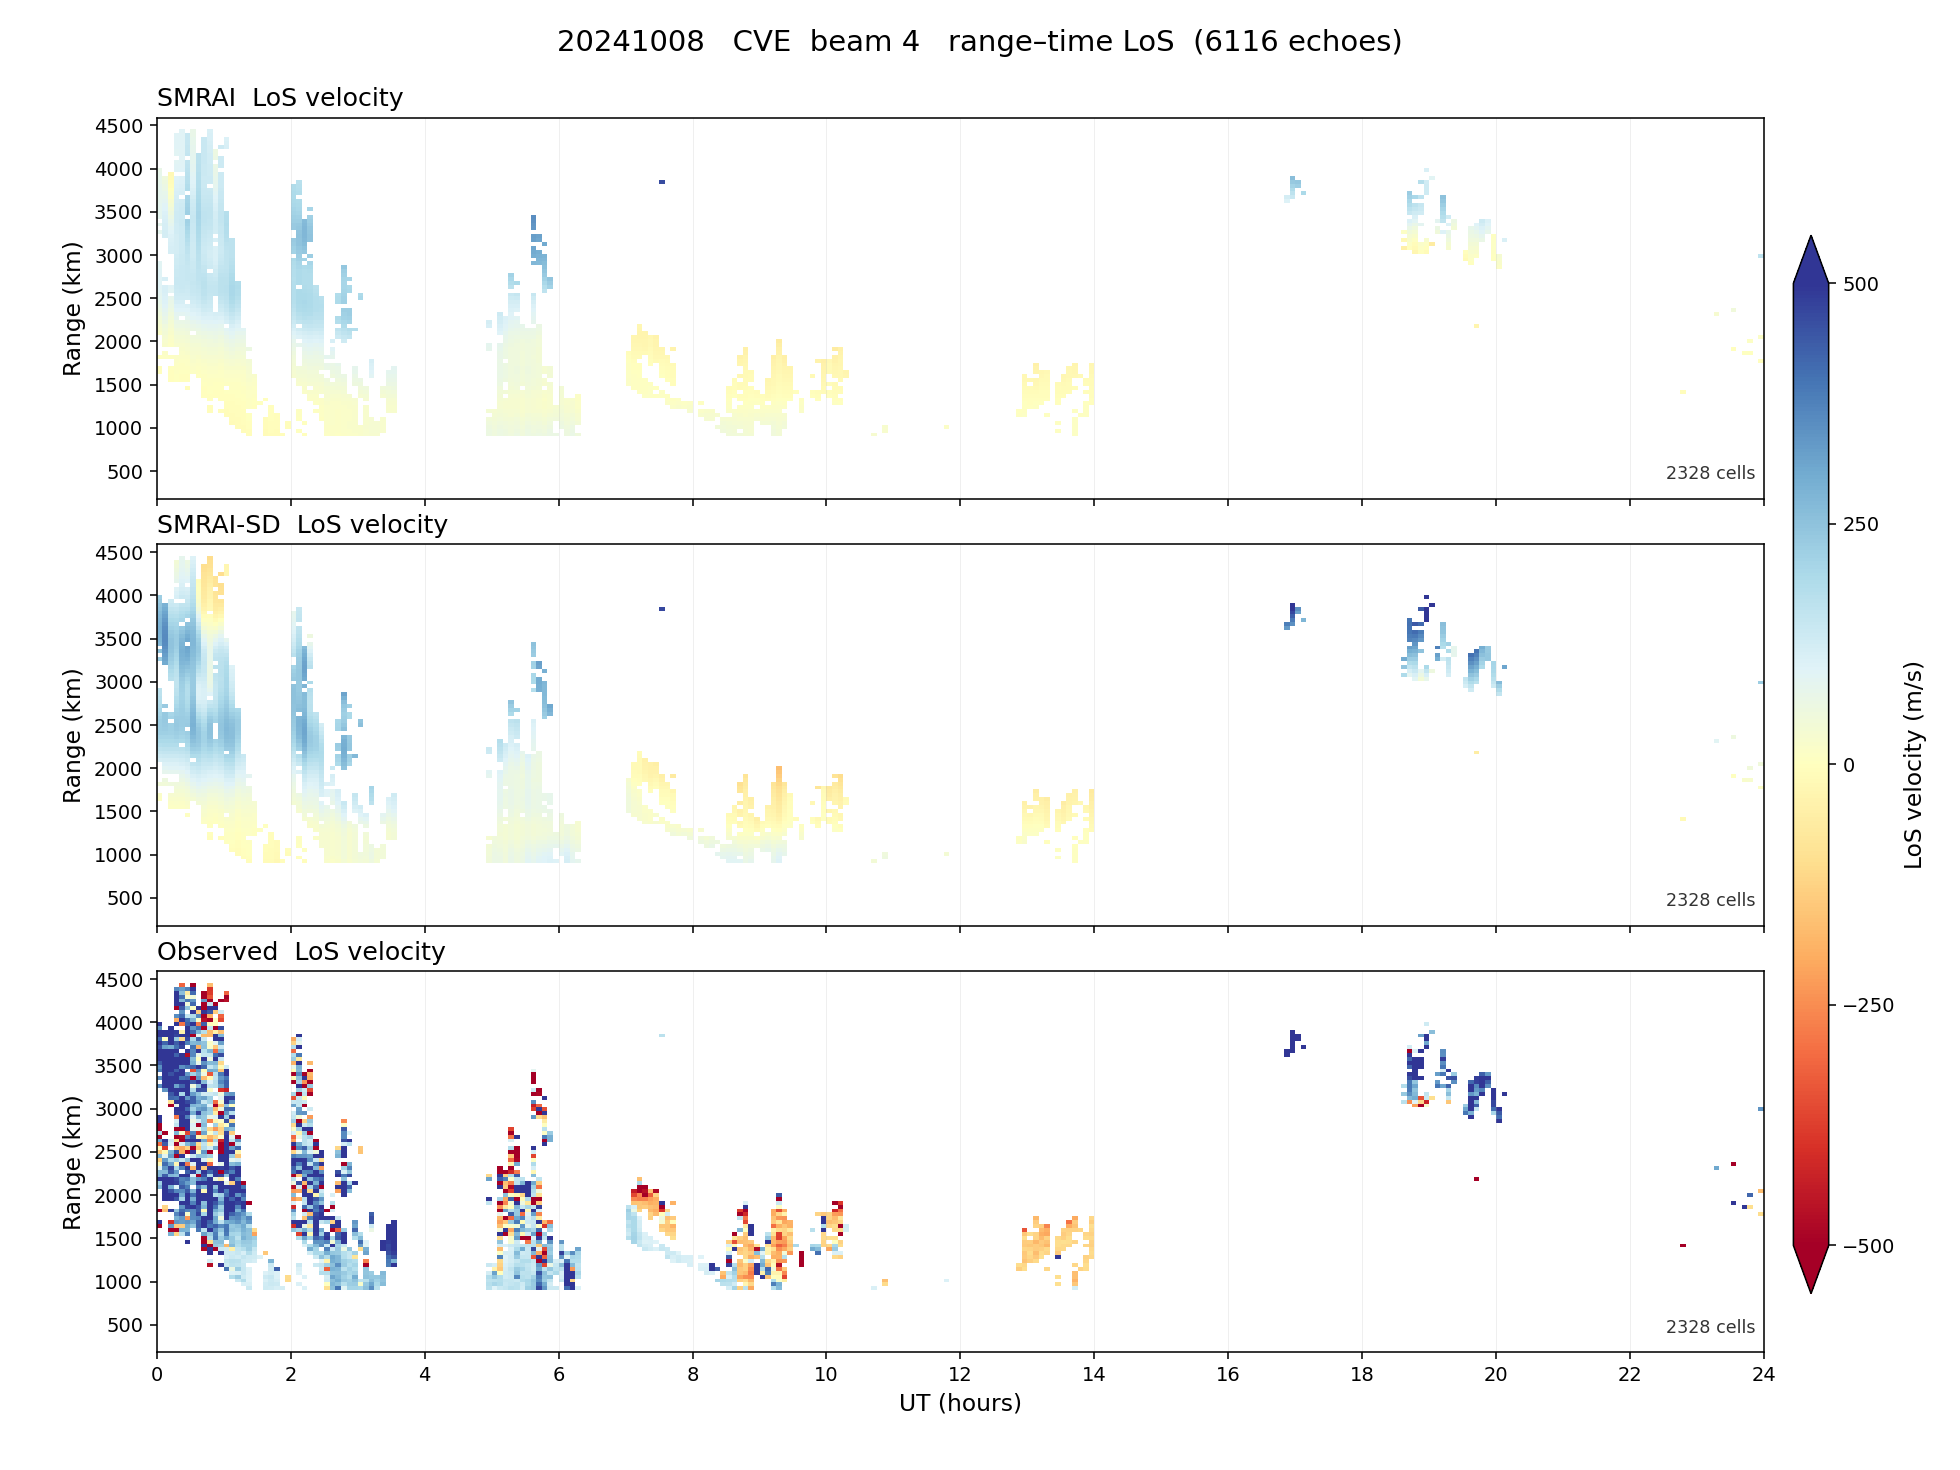 20241008   CVE  beam 4   range–time LoS  (6116 echoes)
SMRAI  LoS velocity
4500
4000
3500
3000
2500
2000
1500
1000
500
Range (km)
2328 cells
SMRAI-SD  LoS velocity
4500
4000
3500
3000
2500
2000
1500
1000
500
Range (km)
2328 cells
Observed  LoS velocity
4500
4000
3500
3000
2500
2000
1500
1000
500
Range (km)
2328 cells
0 2 4 6 8 10 12 14 16 18 20 22 24
UT (hours)
500
250
0
−250
−500
LoS velocity (m/s)